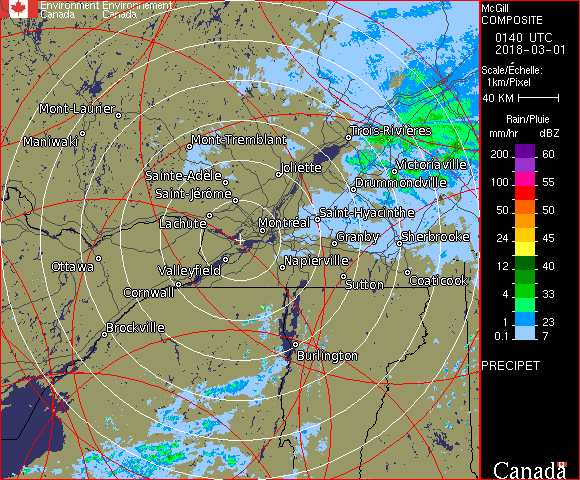 Environment Environnement
Canada Canada
McGill
COMPOSITE
0140 UTC
2018-03-01
Scale/Échelle:
1km/Pixel
40 KM
Rain/Pluie
mm/hr dBZ
200 60
100 55
50 50
24 45
12 40
4 33
1 23
0.1 7
PRECIPET
Canada
Mont-Laurier
Maniwaki
Mont-Tremblant
Trois-Rivières
Joliette
Victoriaville
Sainte-Adèle
Drummondville
Saint-Jérôme
Lachute
Montréal
Saint-Hyacinthe
Granby
Sherbrooke
Ottawa
Valleyfield
Napierville
Cornwall
Sutton
Coaticook
Brockville
Burlington